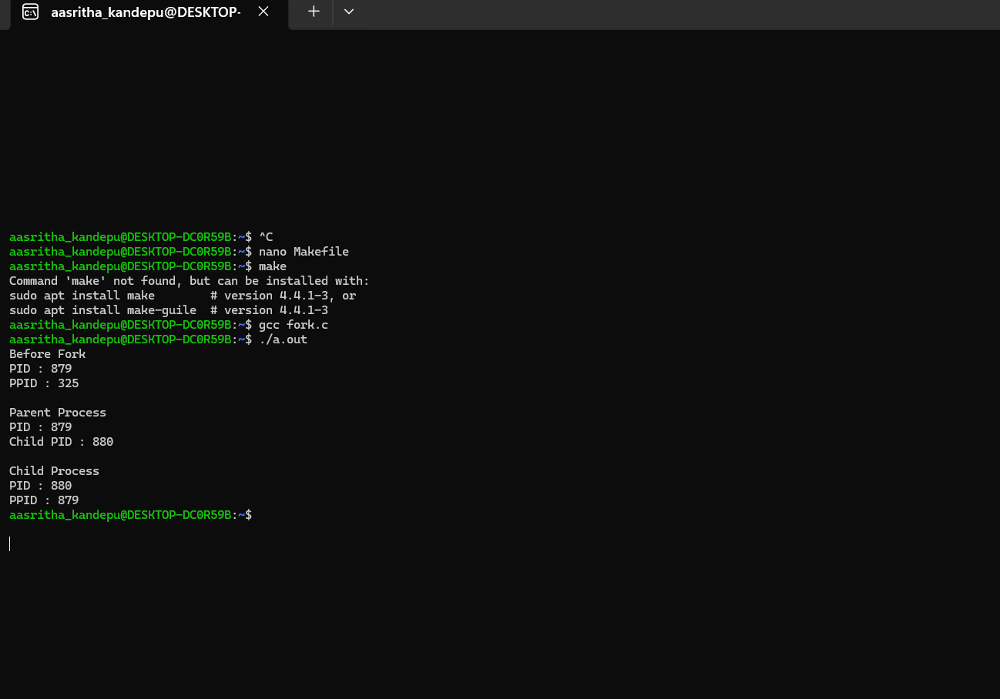 aasritha_kandepu@DESKTOP-
aasritha_kandepu@DESKTOP-DC0R59B:~$ ^C
aasritha_kandepu@DESKTOP-DC0R59B:~$ nano Makefile
aasritha_kandepu@DESKTOP-DC0R59B:~$ make
Command 'make' not found, but can be installed with:
sudo apt install make        # version 4.4.1-3, or
sudo apt install make-guile  # version 4.4.1-3
aasritha_kandepu@DESKTOP-DC0R59B:~$ gcc fork.c
aasritha_kandepu@DESKTOP-DC0R59B:~$ ./a.out
Before Fork
PID : 879
PPID : 325
Parent Process
PID : 879
Child PID : 880
Child Process
PID : 880
PPID : 879
aasritha_kandepu@DESKTOP-DC0R59B:~$